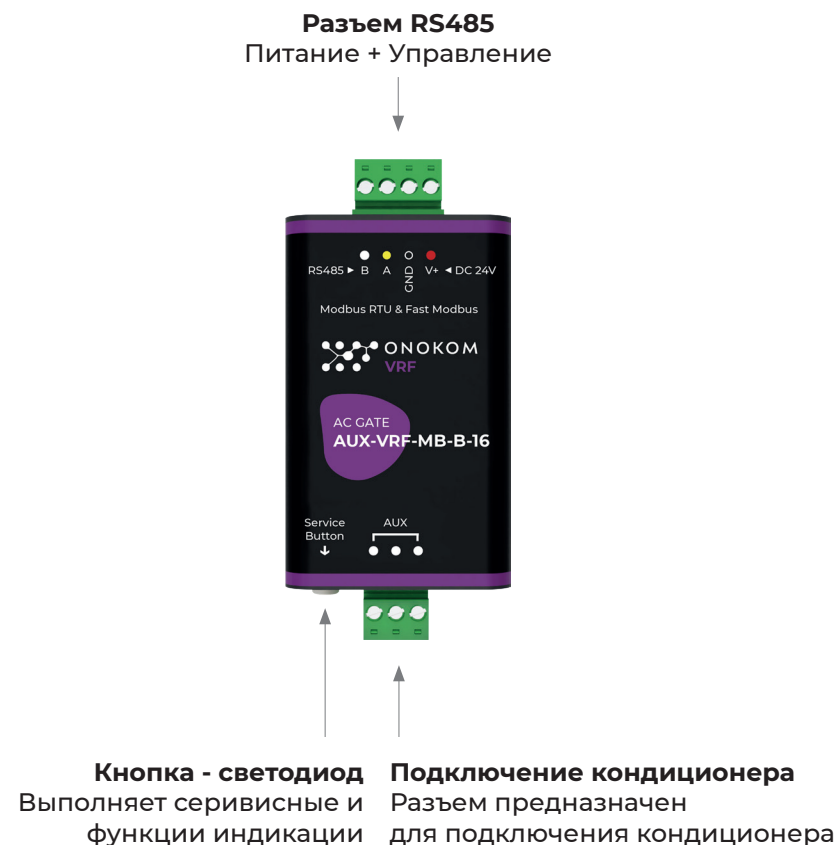 Разъем RS485
Питание + Управление
RS485 ► B A GND V+ ◄ DC 24V
Modbus RTU & Fast Modbus
ONOKOM
VRF
AC GATE
AUX-VRF-MB-B-16
Service
Button
AUX
Кнопка - светодиод
Выполняет серивисные и
функции индикации
Подключение кондиционера
Разъем предназначен
для подключения кондиционера